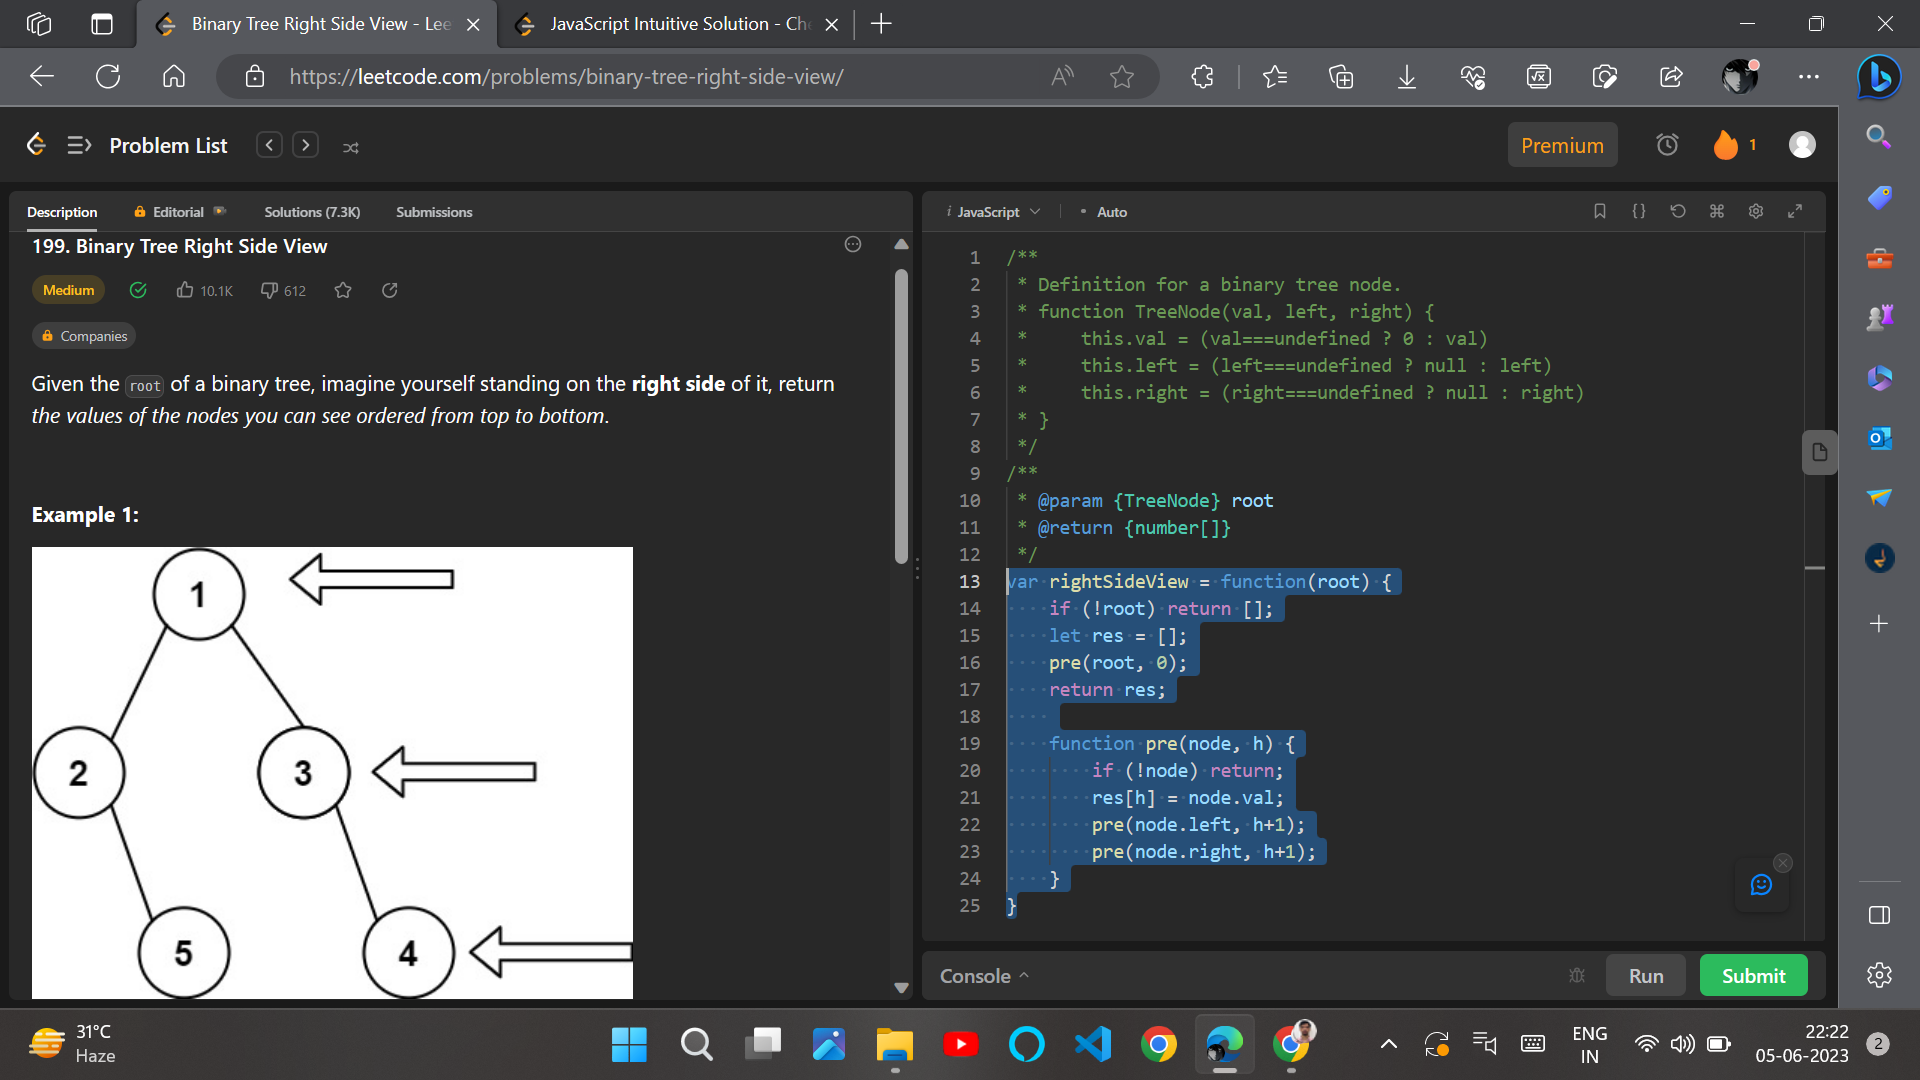 Binary Tree Right Side View - Lee
JavaScript Intuitive Solution - Ch
https://leetcode.com/problems/binary-tree-right-side-view/
Problem List
Premium
1
Description
Editorial
Solutions (7.3K)
Submissions
199. Binary Tree Right Side View
Medium
10.1K
612
Companies
Given the root of a binary tree, imagine yourself standing on the right side of it, return
the values of the nodes you can see ordered from top to bottom.
Example 1:
1
2
3
5
4
i JavaScript
• Auto
1 /**
2  * Definition for a binary tree node.
3  * function TreeNode(val, left, right) {
4  *     this.val = (val===undefined ? 0 : val)
5  *     this.left = (left===undefined ? null : left)
6  *     this.right = (right===undefined ? null : right)
7  * }
8  */
9 /**
10  * @param {TreeNode} root
11  * @return {number[]}
12  */
13 var rightSideView = function(root) {
14     if (!root) return [];
15     let res = [];
16     pre(root, 0);
17     return res;
18
19     function pre(node, h) {
20         if (!node) return;
21         res[h] = node.val;
22         pre(node.left, h+1);
23         pre(node.right, h+1);
24     }
25 }
Console
Run
Submit
31°C
Haze
ENG
IN
22:22
05-06-2023
2